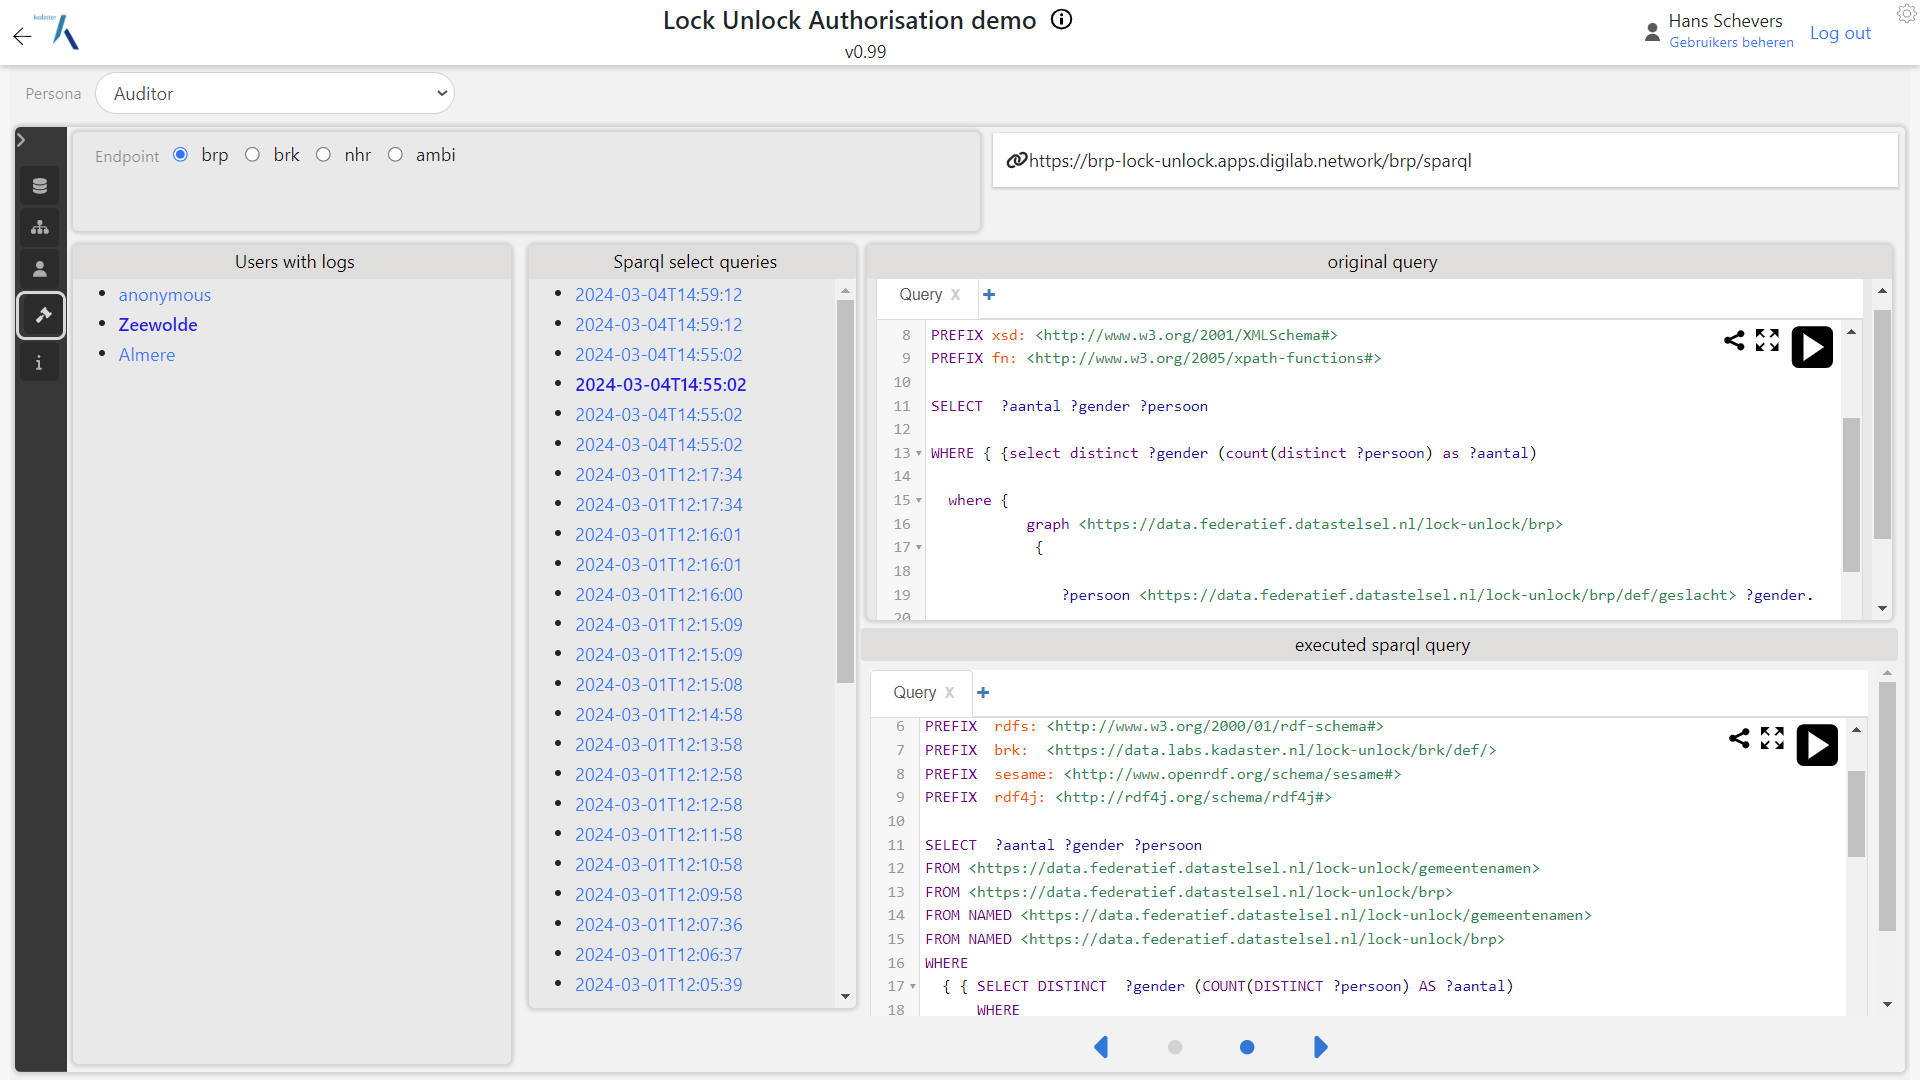 kadaster
Lock Unlock Authorisation demo
v0.99
Hans Schevers
Gebruikers beheren
Log out
Persona
Auditor
Endpoint brp brk nhr ambi
https://brp-lock-unlock.apps.digilab.network/brp/sparql
Users with logs
anonymous
Zeewolde
Almere
Sparql select queries
2024-03-04T14:59:12
2024-03-04T14:59:12
2024-03-04T14:55:02
2024-03-04T14:55:02
2024-03-04T14:55:02
2024-03-04T14:55:02
2024-03-01T12:17:34
2024-03-01T12:17:34
2024-03-01T12:16:01
2024-03-01T12:16:01
2024-03-01T12:16:00
2024-03-01T12:15:09
2024-03-01T12:15:09
2024-03-01T12:15:08
2024-03-01T12:14:58
2024-03-01T12:13:58
2024-03-01T12:12:58
2024-03-01T12:12:58
2024-03-01T12:11:58
2024-03-01T12:10:58
2024-03-01T12:09:58
2024-03-01T12:07:36
2024-03-01T12:06:37
2024-03-01T12:05:39
original query
Query X +
8 PREFIX xsd: <http://www.w3.org/2001/XMLSchema#>
9 PREFIX fn: <http://www.w3.org/2005/xpath-functions#>
10
11 SELECT ?aantal ?gender ?persoon
12
13 WHERE { {select distinct ?gender (count(distinct ?persoon) as ?aantal)
14
15 where {
16 graph <https://data.federatief.datastelsel.nl/lock-unlock/brp>
17 {
18
19 ?persoon <https://data.federatief.datastelsel.nl/lock-unlock/brp/def/geslacht> ?gender.
20
executed sparql query
Query X +
6 PREFIX rdfs: <http://www.w3.org/2000/01/rdf-schema#>
7 PREFIX brk: <https://data.labs.kadaster.nl/lock-unlock/brk/def/>
8 PREFIX sesame: <http://www.openrdf.org/schema/sesame#>
9 PREFIX rdf4j: <http://rdf4j.org/schema/rdf4j#>
10
11 SELECT ?aantal ?gender ?persoon
12 FROM <https://data.federatief.datastelsel.nl/lock-unlock/gemeentenamen>
13 FROM <https://data.federatief.datastelsel.nl/lock-unlock/brp>
14 FROM NAMED <https://data.federatief.datastelsel.nl/lock-unlock/gemeentenamen>
15 FROM NAMED <https://data.federatief.datastelsel.nl/lock-unlock/brp>
16 WHERE
17 { { SELECT DISTINCT ?gender (COUNT(DISTINCT ?persoon) AS ?aantal)
18 WHERE